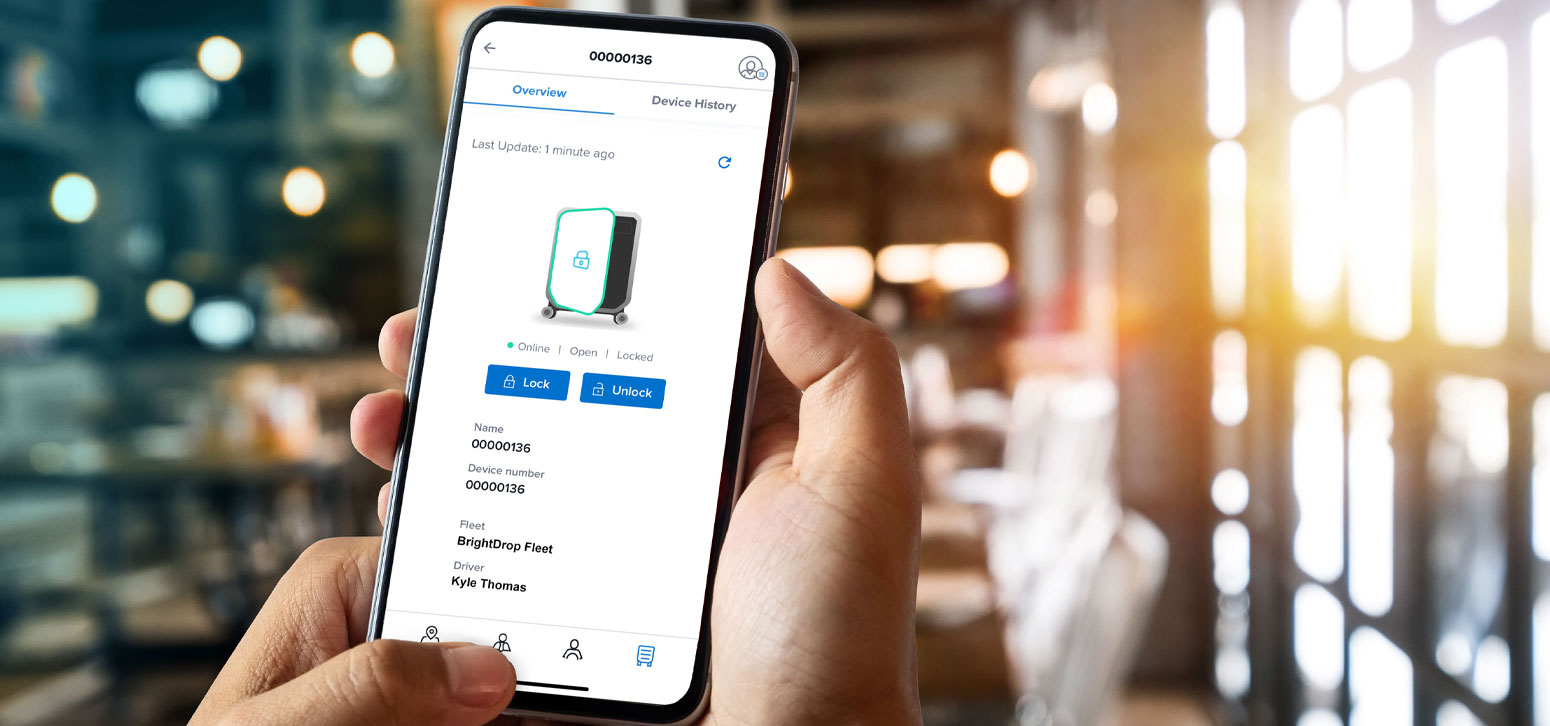 00000136
Overview Device History
Last Update: 1 minute ago
Online | Open | Locked
Lock Unlock
Name
00000136
Device number
00000136
Fleet
BrightDrop Fleet
Driver
Kyle Thomas